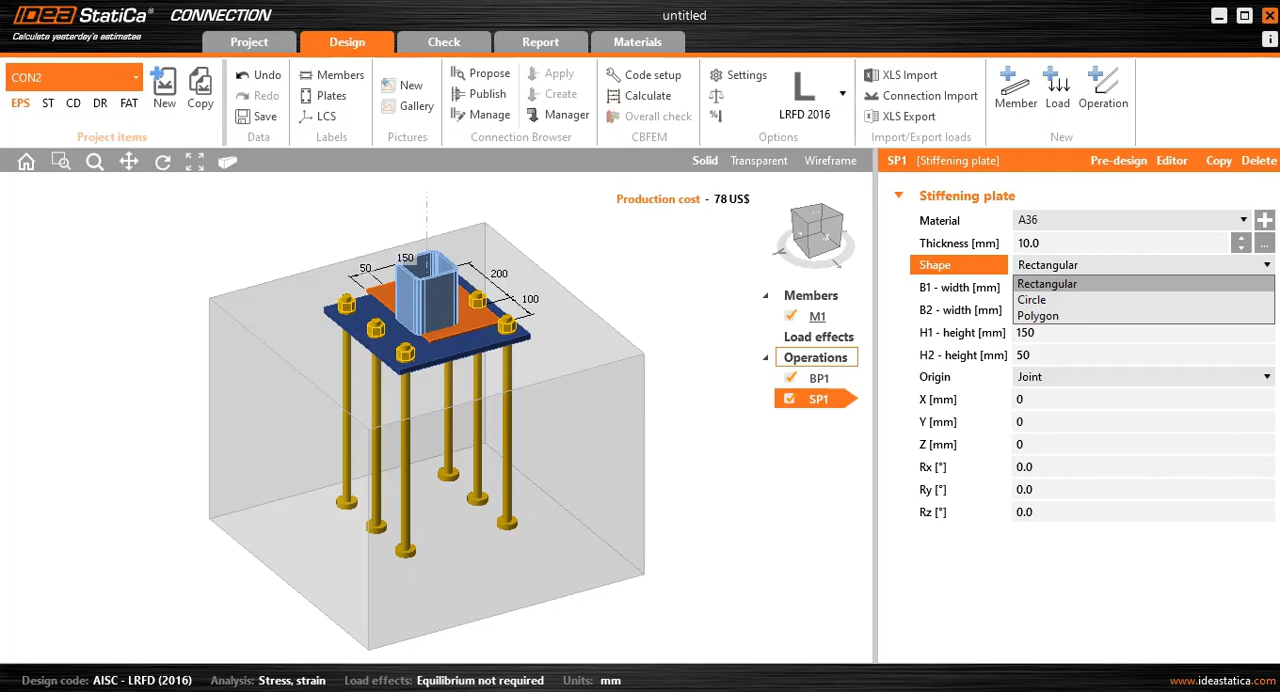 IDEA StatiCa® CONNECTION
Calculate yesterday's estimates
untitled
Project Design Check Report Materials
CON2
EPS ST CD DR FAT
New Copy
Project items
Undo
Redo
Save
Data
Members
Plates
LCS
Labels
New
Gallery
Pictures
Propose Apply
Publish Create
Manage Manager
Connection Browser
Code setup
Calculate
Overall check
CBFEM
Settings
LRFD 2016
Options
XLS Import
Connection Import
XLS Export
Import/Export loads
Member Load Operation
New
Solid Transparent Wireframe
Production cost - 78 US$
50
150
200
100
Members
M1
Load effects
Operations
BP1
SP1
SP1 [Stiffening plate] Pre-design Editor Copy Delete
Stiffening plate
Material A36
Thickness [mm] 10.0 ...
Shape Rectangular
Rectangular
Circle
Polygon
B1 - width [mm]
B2 - width [mm]
H1 - height [mm] 150
H2 - height [mm] 50
Origin Joint
X [mm] 0
Y [mm] 0
Z [mm] 0
Rx [°] 0.0
Ry [°] 0.0
Rz [°] 0.0
Design code: AISC - LRFD (2016) Analysis: Stress, strain Load effects: Equilibrium not required Units: mm
www.ideastatica.com